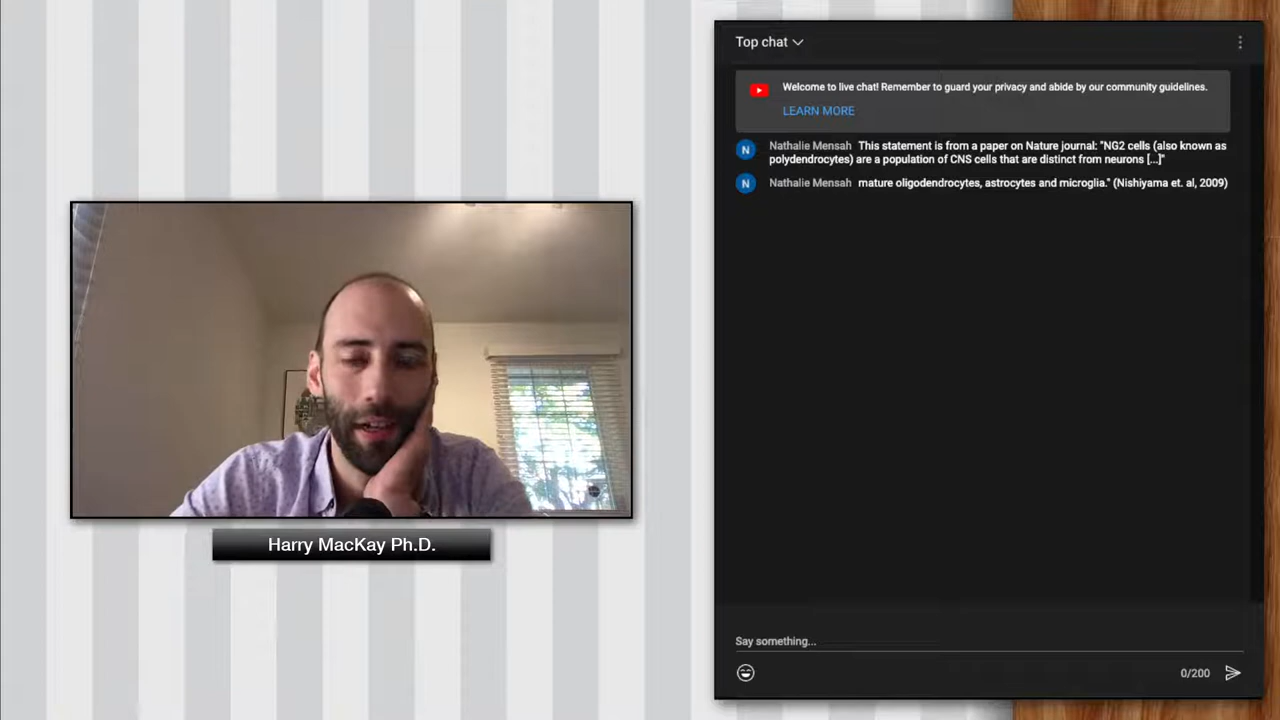 Top chat
Welcome to live chat! Remember to guard your privacy and abide by our community guidelines.
LEARN MORE
N
Nathalie Mensah This statement is from a paper on Nature journal: "NG2 cells (also known as
polydendrocytes) are a population of CNS cells that are distinct from neurons [...]"
N
Nathalie Mensah mature oligodendrocytes, astrocytes and microglia." (Nishiyama et. al, 2009)
Harry MacKay Ph.D.
Say something...
0/200